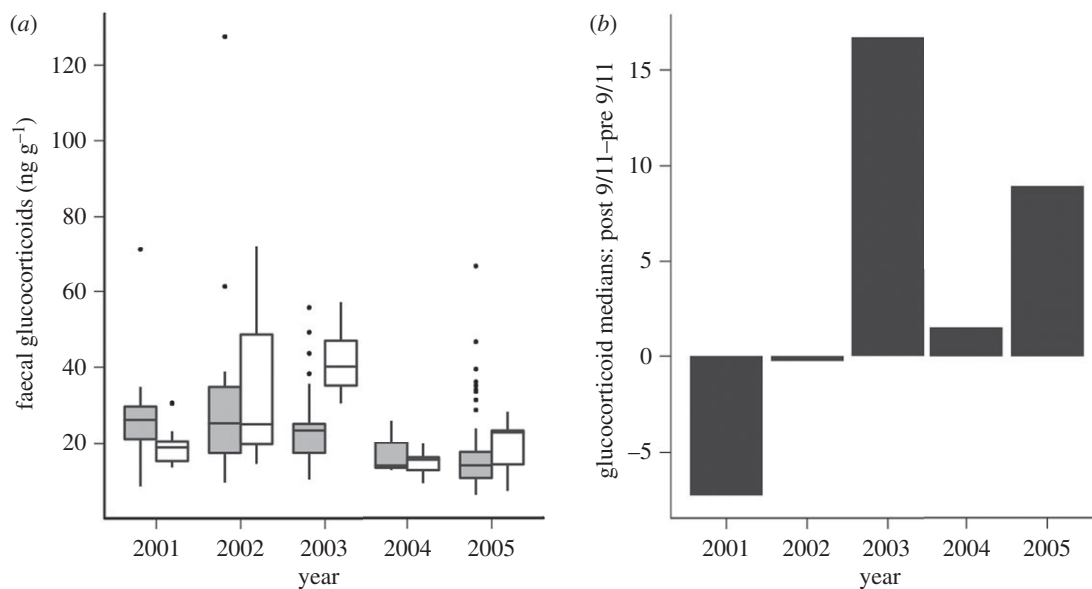 (a)
faecal glucocorticoids (ng g⁻¹)
120
100
80
60
40
20
2001 2002 2003 2004 2005
year
(b)
glucocorticoid medians: post 9/11–pre 9/11
15
10
5
0
–5
2001 2002 2003 2004 2005
year